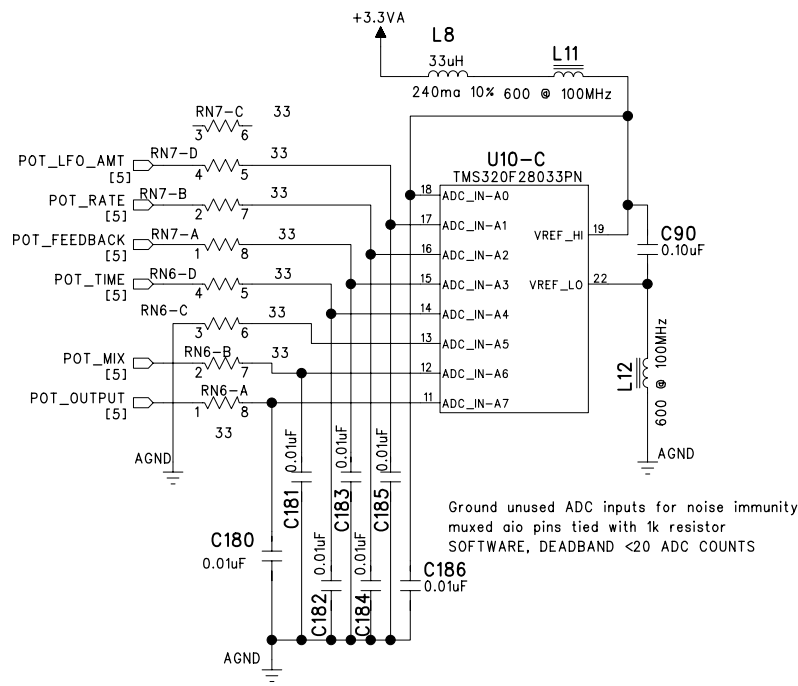 +3.3VA
L8
L11
33uH
240ma 10% 600 @ 100MHz
RN7-C 33
3 6
POT_LFO_AMT RN7-D 33
[5] 4 5
POT_RATE RN7-B 33
[5] 2 7
POT_FEEDBACK RN7-A 33
[5] 1 8
POT_TIME RN6-D 33
[5] 4 5
RN6-C 33
3 6
POT_MIX RN6-B 33
[5] 2 7
POT_OUTPUT RN6-A
[5] 1 8
33
AGND
U10-C
TMS320F28033PN
18 ADC_IN-A0
17 ADC_IN-A1
16 ADC_IN-A2
15 ADC_IN-A3
14 ADC_IN-A4
13 ADC_IN-A5
12 ADC_IN-A6
11 ADC_IN-A7
VREF_HI 19
VREF_LO 22
C90
0.10uF
L12
600 @ 100MHz
AGND
C180
0.01uF
C181
0.01uF
C182
0.01uF
C183
0.01uF
C184
0.01uF
C185
0.01uF
C186
0.01uF
AGND
Ground unused ADC inputs for noise immunity
muxed aio pins tied with 1k resistor
SOFTWARE, DEADBAND <20 ADC COUNTS